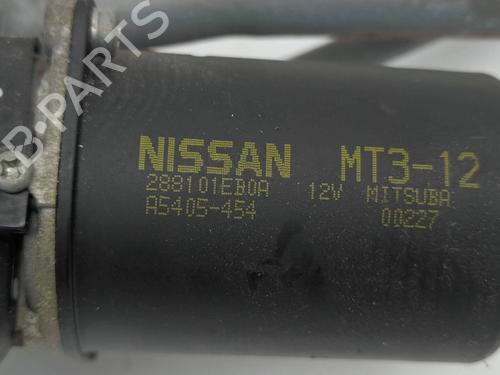 NISSAN MT3-12
288101EB0A 12V MITSUBA
A5405-454 00227
B-PARTS